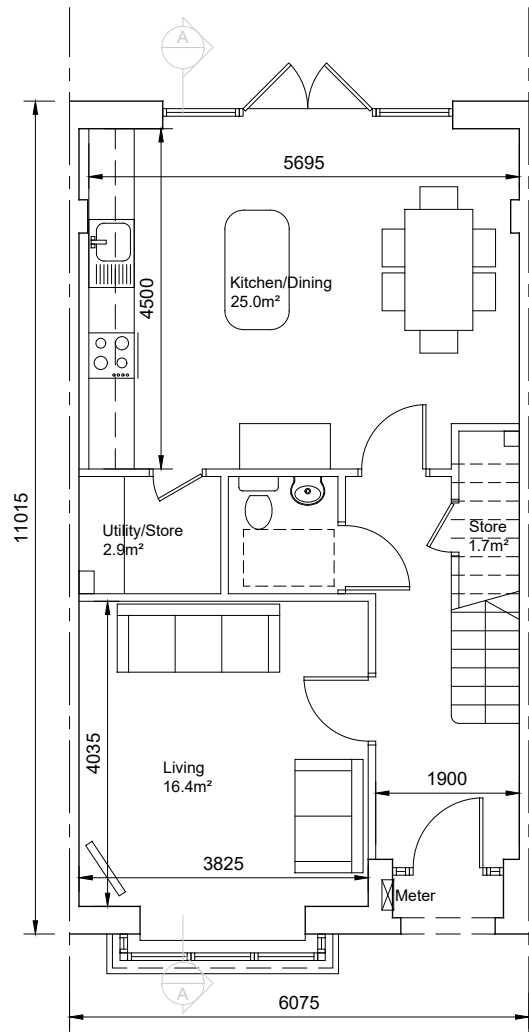 A
5695
4500
Kitchen/Dining
25.0m²
11015
Utility/Store
2.9m²
Store
1.7m²
4035
Living
16.4m²
1900
3825
Meter
A
6075